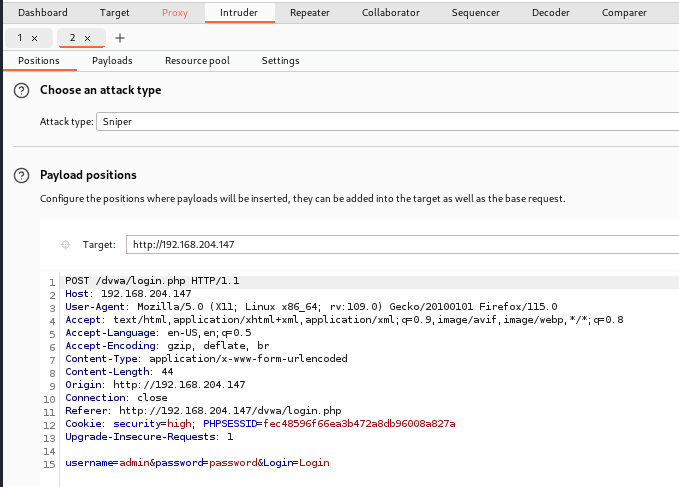 Dashboard Target Proxy Intruder Repeater Collaborator Sequencer Decoder Comparer
1 × 2 × +
Positions Payloads Resource pool Settings
? Choose an attack type
Attack type: Sniper
? Payload positions
Configure the positions where payloads will be inserted, they can be added into the target as well as the base request.
Target: http://192.168.204.147
1 POST /dvwa/login.php HTTP/1.1
2 Host: 192.168.204.147
3 User-Agent: Mozilla/5.0 (X11; Linux x86_64; rv:109.0) Gecko/20100101 Firefox/115.0
4 Accept: text/html,application/xhtml+xml,application/xml;q=0.9,image/avif,image/webp,*/*;q=0.8
5 Accept-Language: en-US,en;q=0.5
6 Accept-Encoding: gzip, deflate, br
7 Content-Type: application/x-www-form-urlencoded
8 Content-Length: 44
9 Origin: http://192.168.204.147
10 Connection: close
11 Referer: http://192.168.204.147/dvwa/login.php
12 Cookie: security=high; PHPSESSID=fec48596f66ea3b472a8db96008a827a
13 Upgrade-Insecure-Requests: 1
14
15 username=admin&password=password&Login=Login